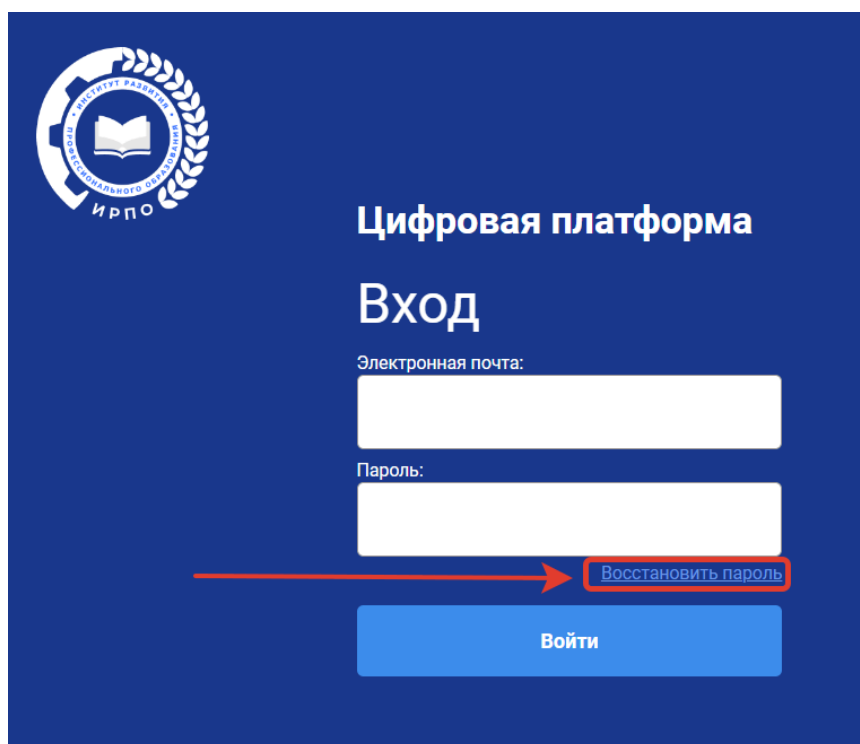 • ИНСТИТУТ РАЗВИТИЯ •
ПРОФЕССИОНАЛЬНОГО ОБРАЗОВАНИЯ
ИРПО
Цифровая платформа
Вход
Электронная почта:
Пароль:
Восстановить пароль
Войти